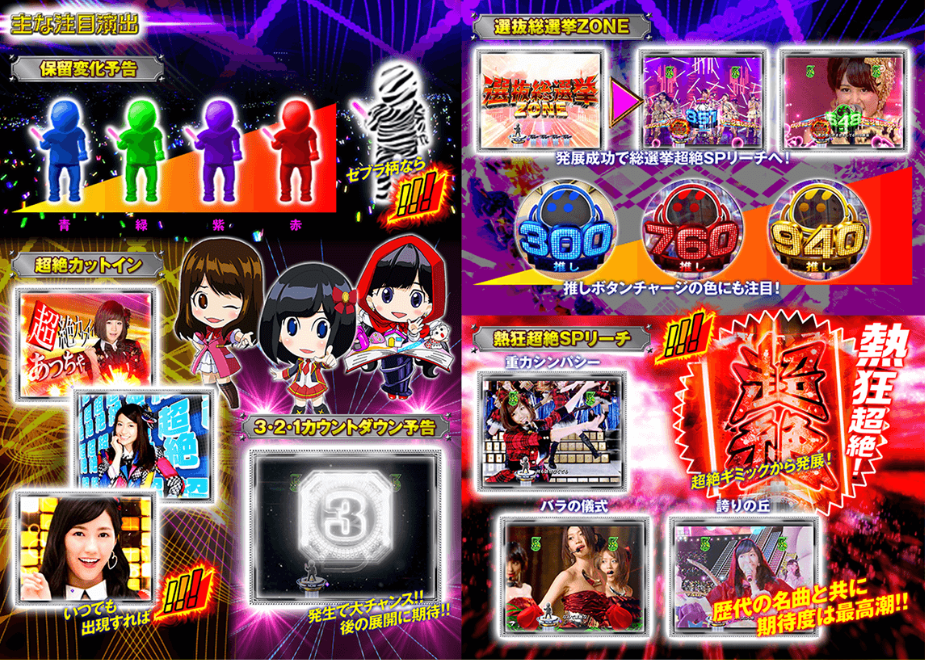 主な注目演出
保留変化予告
青
緑
紫
赤
ゼブラ柄なら
!!!
超絶カットイン
超
あっちゃ
超絶
いつでも
出現すれば
!!!
3・2・1カウントダウン予告
3
発生で大チャンス!!
後の展開に期待!!
選抜総選挙ZONE
選抜総選挙
ZONE
発展成功で総選挙超絶SPリーチへ!
300
推し
760
推し
940
推し
推しボタンチャージの色にも注目!
熱狂超絶SPリーチ
!!!
重力シンパシー
超絶
熱狂超絶!
超絶ギミックから発展!
バラの儀式
誇りの丘
歴代の名曲と共に
期待度は最高潮!!